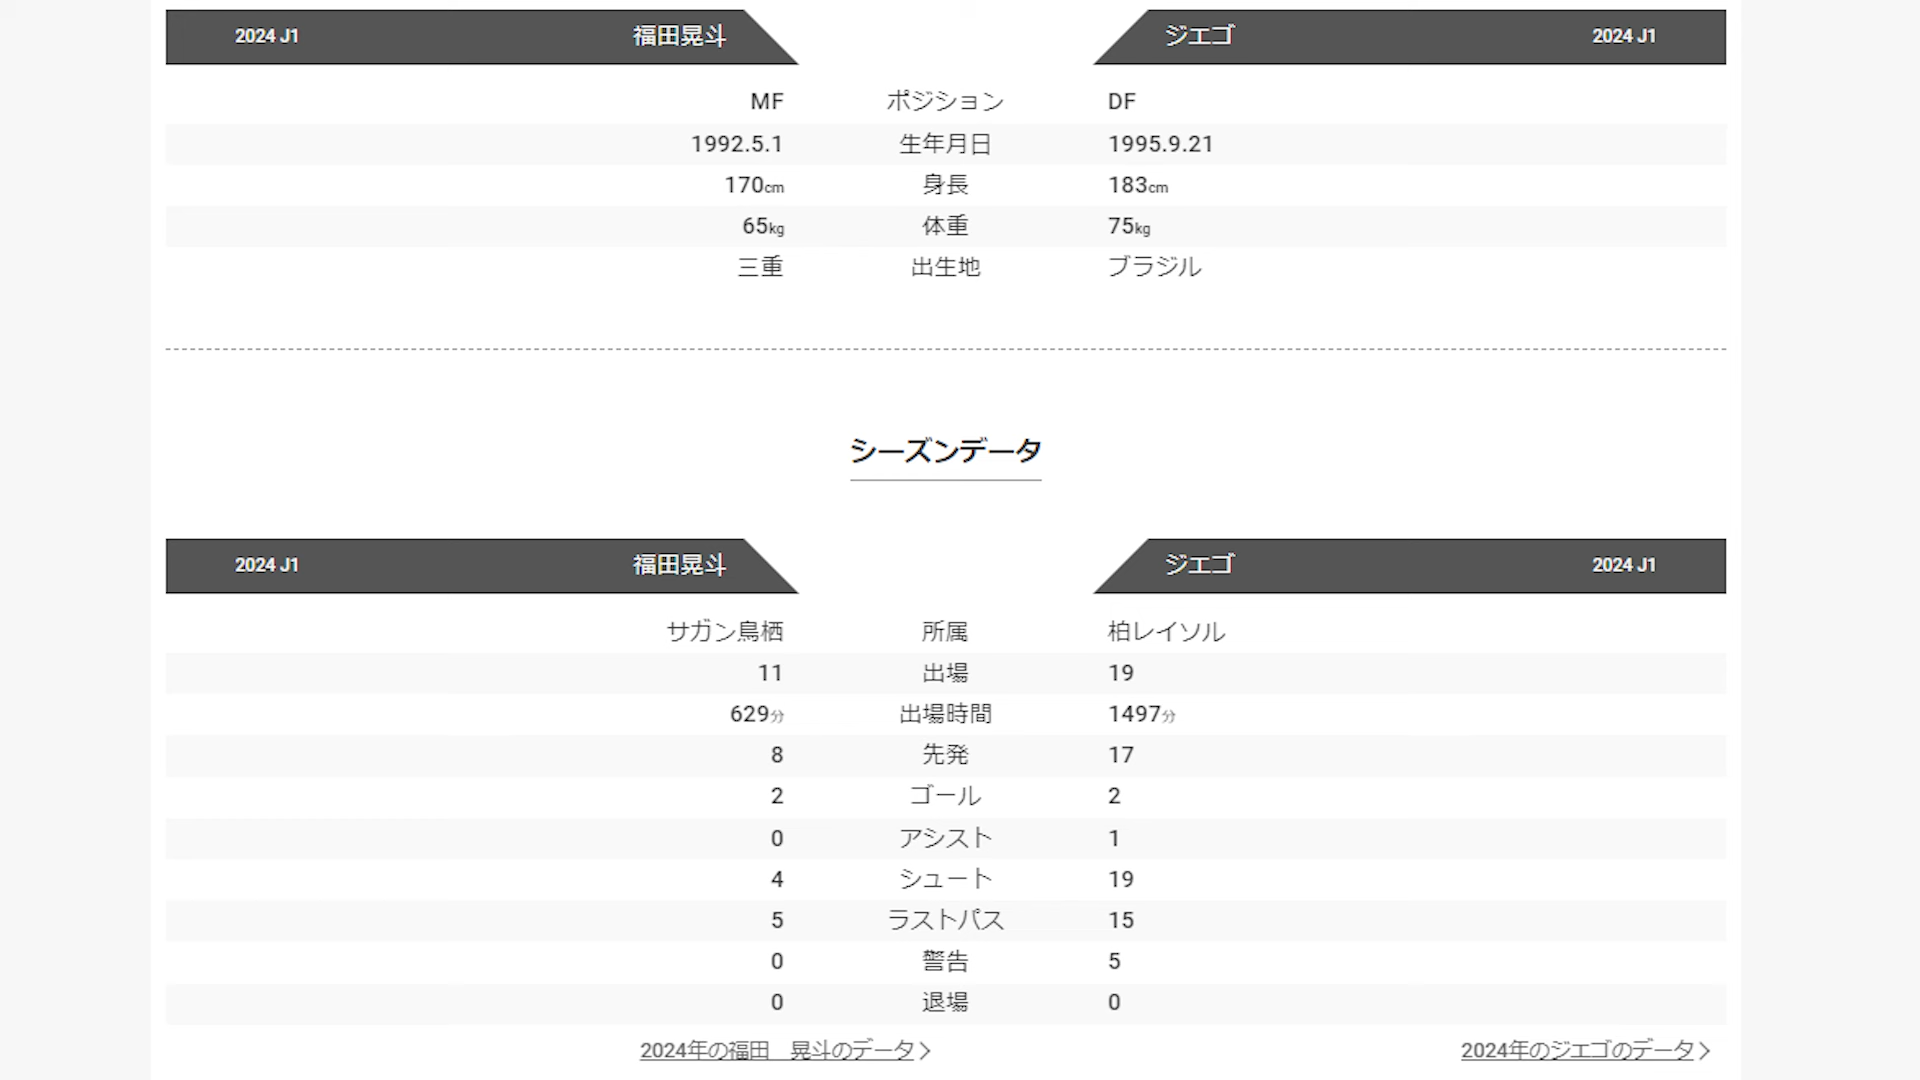 2024 J1 福田晃斗 ジエゴ 2024 J1
MF ポジション DF
1992.5.1 生年月日 1995.9.21
170cm 身長 183cm
65kg 体重 75kg
三重 出生地 ブラジル
シーズンデータ
2024 J1 福田晃斗 ジエゴ 2024 J1
サガン鳥栖 所属 柏レイソル
11 出場 19
629分 出場時間 1497分
8 先発 17
2 ゴール 2
0 アシスト 1
4 シュート 19
5 ラストパス 15
0 警告 5
0 退場 0
2024年の福田　晃斗のデータ 2024年のジエゴのデータ